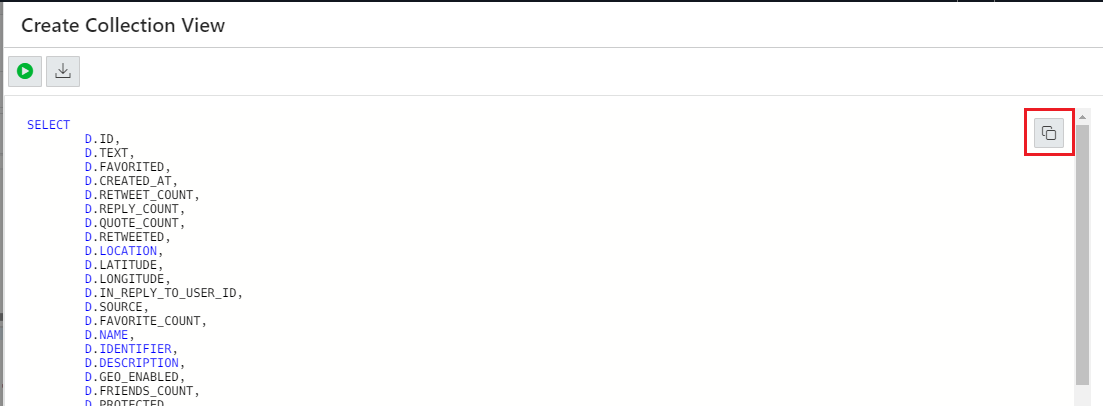 Create Collection View
SELECT
D.ID,
D.TEXT,
D.FAVORITED,
D.CREATED_AT,
D.RETWEET_COUNT,
D.REPLY_COUNT,
D.QUOTE_COUNT,
D.RETWEETED,
D.LOCATION,
D.LATITUDE,
D.LONGITUDE,
D.IN_REPLY_TO_USER_ID,
D.SOURCE,
D.FAVORITE_COUNT,
D.NAME,
D.IDENTIFIER,
D.DESCRIPTION,
D.GEO_ENABLED,
D.FRIENDS_COUNT,
D.PROTECTED